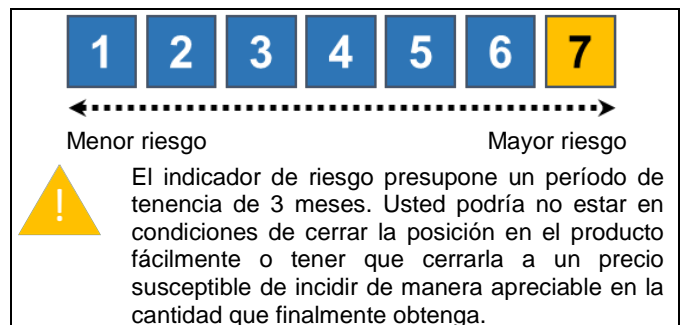 1 2 3 4 5 6 7
Menor riesgo Mayor riesgo
!
El indicador de riesgo presupone un período de
tenencia de 3 meses. Usted podría no estar en
condiciones de cerrar la posición en el producto
fácilmente o tener que cerrarla a un precio
susceptible de incidir de manera apreciable en la
cantidad que finalmente obtenga.